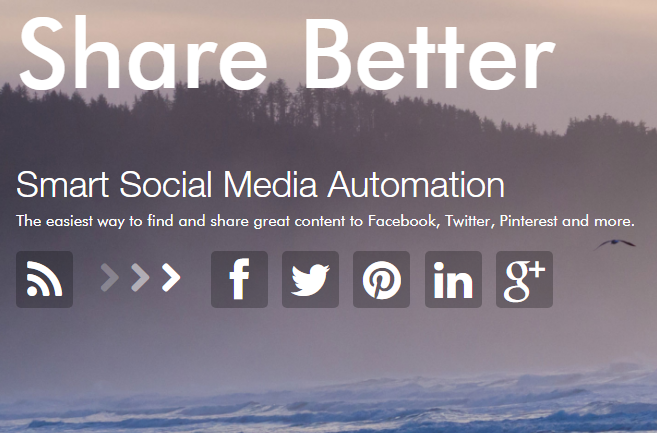 Share Better
Smart Social Media Automation
The easiest way to find and share great content to Facebook, Twitter, Pinterest and more.
f in g+